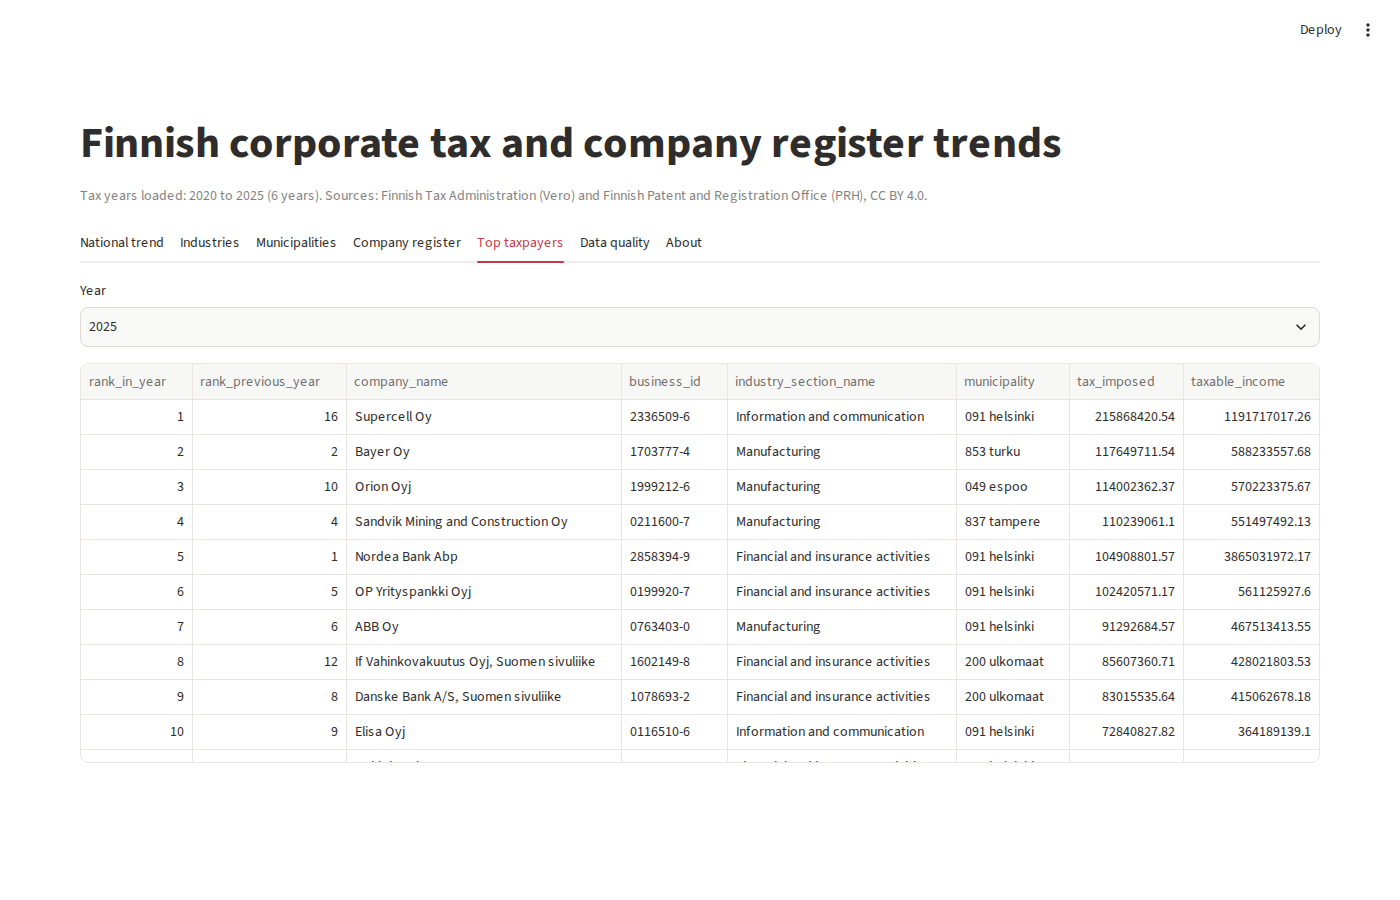 Deploy
Finnish corporate tax and company register trends
Tax years loaded: 2020 to 2025 (6 years). Sources: Finnish Tax Administration (Vero) and Finnish Patent and Registration Office (PRH), CC BY 4.0.
National trend Industries Municipalities Company register Top taxpayers Data quality About
Year
2025
rank_in_year rank_previous_year company_name business_id industry_section_name municipality tax_imposed taxable_income
1 16 Supercell Oy 2336509-6 Information and communication 091 helsinki 215868420.54 1191717017.26
2 2 Bayer Oy 1703777-4 Manufacturing 853 turku 117649711.54 588233557.68
3 10 Orion Oyj 1999212-6 Manufacturing 049 espoo 114002362.37 570223375.67
4 4 Sandvik Mining and Construction Oy 0211600-7 Manufacturing 837 tampere 110239061.1 551497492.13
5 1 Nordea Bank Abp 2858394-9 Financial and insurance activities 091 helsinki 104908801.57 3865031972.17
6 5 OP Yrityspankki Oyj 0199920-7 Financial and insurance activities 091 helsinki 102420571.17 561125927.6
7 6 ABB Oy 0763403-0 Manufacturing 091 helsinki 91292684.57 467513413.55
8 12 If Vahinkovakuutus Oyj, Suomen sivuliike 1602149-8 Financial and insurance activities 200 ulkomaat 85607360.71 428021803.53
9 8 Danske Bank A/S, Suomen sivuliike 1078693-2 Financial and insurance activities 200 ulkomaat 83015535.64 415062678.18
10 9 Elisa Oyj 0116510-6 Information and communication 091 helsinki 72840827.82 364189139.1